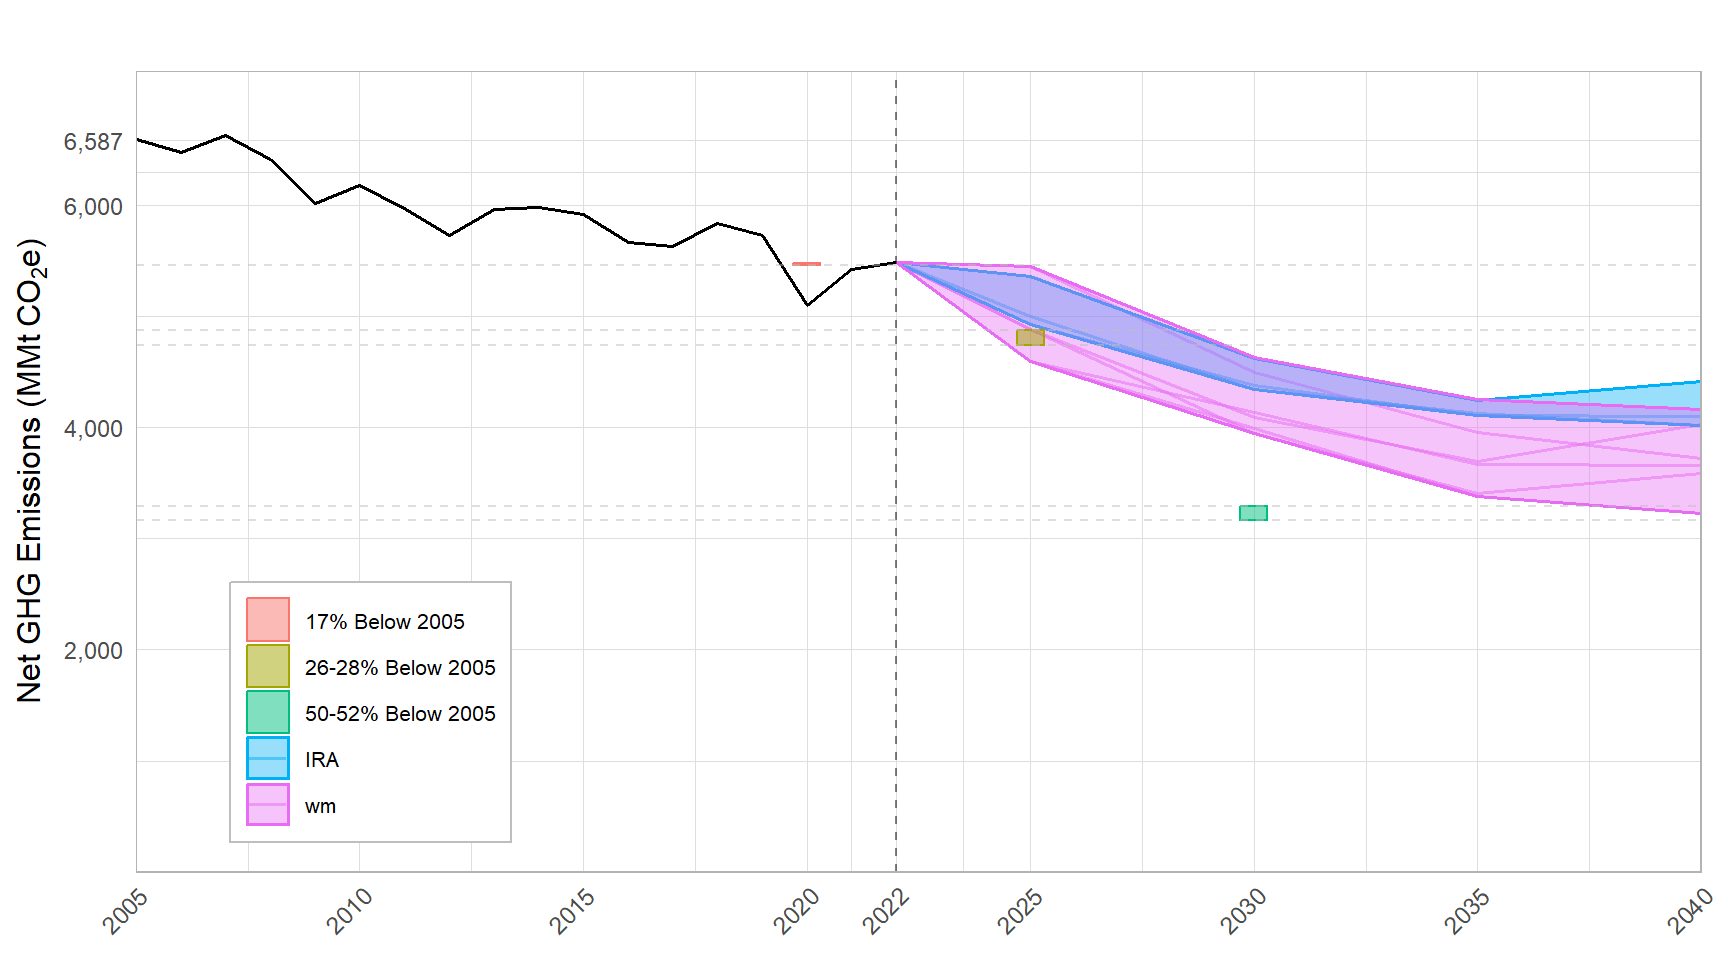 Net GHG Emissions (MMt CO₂e)
6,587
6,000
4,000
2,000
17% Below 2005
26-28% Below 2005
50-52% Below 2005
IRA
wm
2005
2010
2015
2020
2022
2025
2030
2035
2040